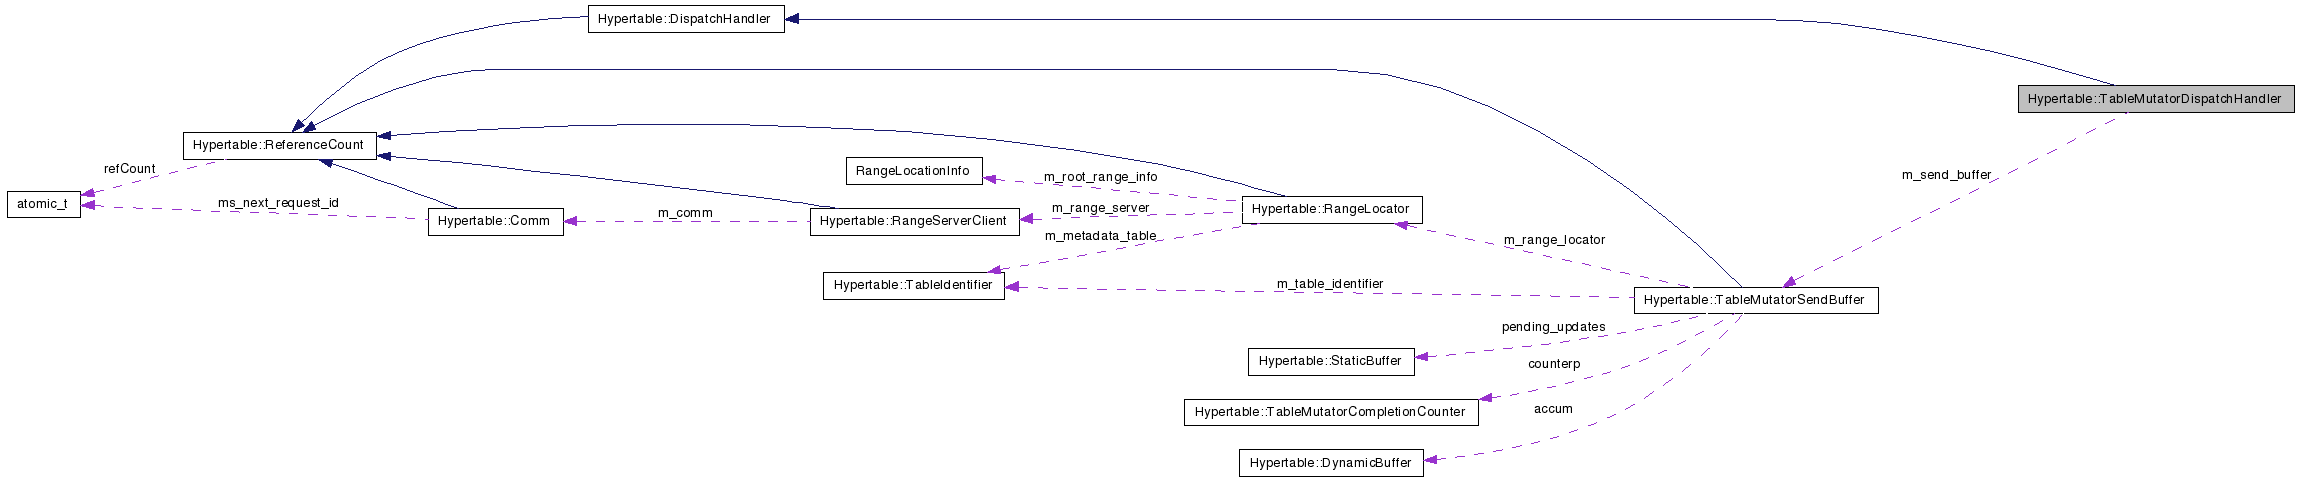 Hypertable::DispatchHandler
Hypertable::TableMutatorDispatchHandler
Hypertable::ReferenceCount
refCount
RangeLocationInfo
m_root_range_info
m_send_buffer
atomic_t
ms_next_request_id
Hypertable::Comm
m_comm
Hypertable::RangeServerClient
m_range_server
Hypertable::RangeLocator
m_metadata_table
m_range_locator
Hypertable::TableIdentifier
m_table_identifier
Hypertable::TableMutatorSendBuffer
pending_updates
Hypertable::StaticBuffer
counterp
Hypertable::TableMutatorCompletionCounter
accum
Hypertable::DynamicBuffer